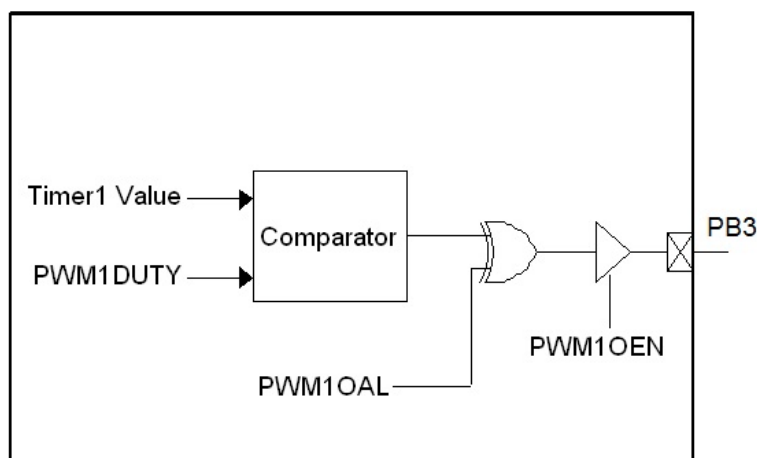 Timer1 Value
Comparator
PB3
PWM1DUTY
PWM1OEN
PWM1OAL